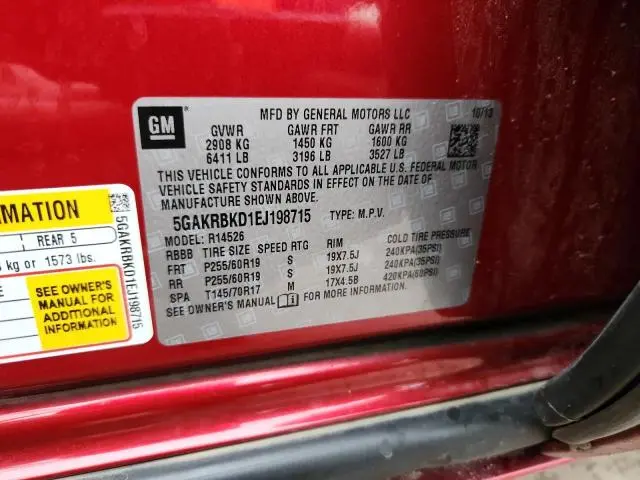 GM
MFD BY GENERAL MOTORS LLC 10/13
GVWR GAWR FRT GAWR RR
2908 KG 1450 KG 1600 KG
6411 LB 3196 LB 3527 LB
THIS VEHICLE CONFORMS TO ALL APPLICABLE U.S. FEDERAL MOTOR
VEHICLE SAFETY STANDARDS IN EFFECT ON THE DATE OF
MANUFACTURE SHOWN ABOVE.
5GAKRBKD1EJ198715 TYPE: M.P.V.
MODEL: R14526
RBBB TIRE SIZE SPEED RTG RIM COLD TIRE PRESSURE
FRT P255/60R19 S 19X7.5J 240KPA(35PSI)
RR P255/60R19 S 19X7.5J 240KPA(35PSI)
SPA T145/70R17 M 17X4.5B 420KPA(60PSI)
SEE OWNER'S MANUAL FOR MORE INFORMATION.
REAR 5
kg or 1573 lbs.
SEE OWNER'S
MANUAL FOR
ADDITIONAL
INFORMATION
5GAKRBKD1EJ198715